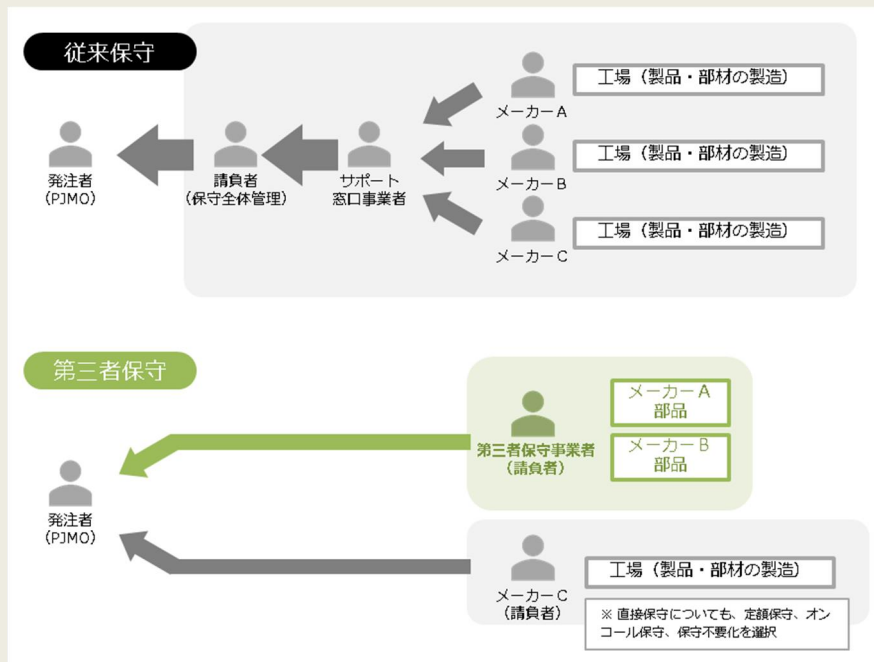 従来保守
メーカーA
工場（製品・部材の製造）
発注者
(PJMO)
請負者
（保守全体管理）
サポート
窓口事業者
メーカーB
工場（製品・部材の製造）
メーカーC
工場（製品・部材の製造）
第三者保守
第三者保守事業者
（請負者）
メーカーA
部品
メーカーB
部品
発注者
(PJMO)
メーカーC
（請負者）
工場（製品・部材の製造）
※ 直接保守についても、定額保守、オン
コール保守、保守不要化を選択